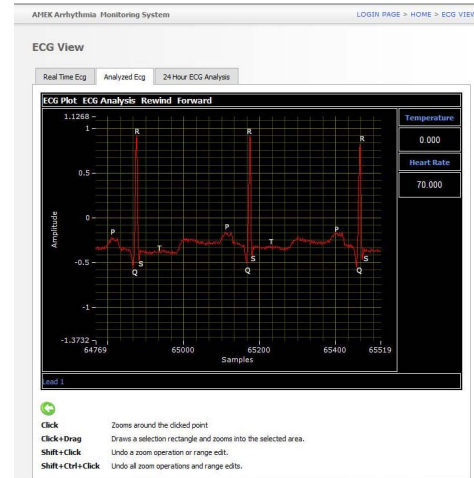 AMEK Arrhythmia Monitoring System
LOGIN PAGE > HOME > ECG VIEW
ECG View
Real Time Ecg Analyzed Ecg 24 Hour ECG Analysis
ECG Plot ECG Analysis Rewind Forward
1.1268
1
0.5
0
-0.5
-1
-1.3732
Amplitude
R R R
P P P
T T
S S S
Q Q Q
64769 65000 65200 65400 65519
Samples
Temperature
0.000
Heart Rate
70.000
Lead 1
Click Zooms around the clicked point
Click+Drag Draws a selection rectangle and zooms into the selected area.
Shift+Click Undo a zoom operation or range edit.
Shift+Ctrl+Click Undo all zoom operations and range edits.